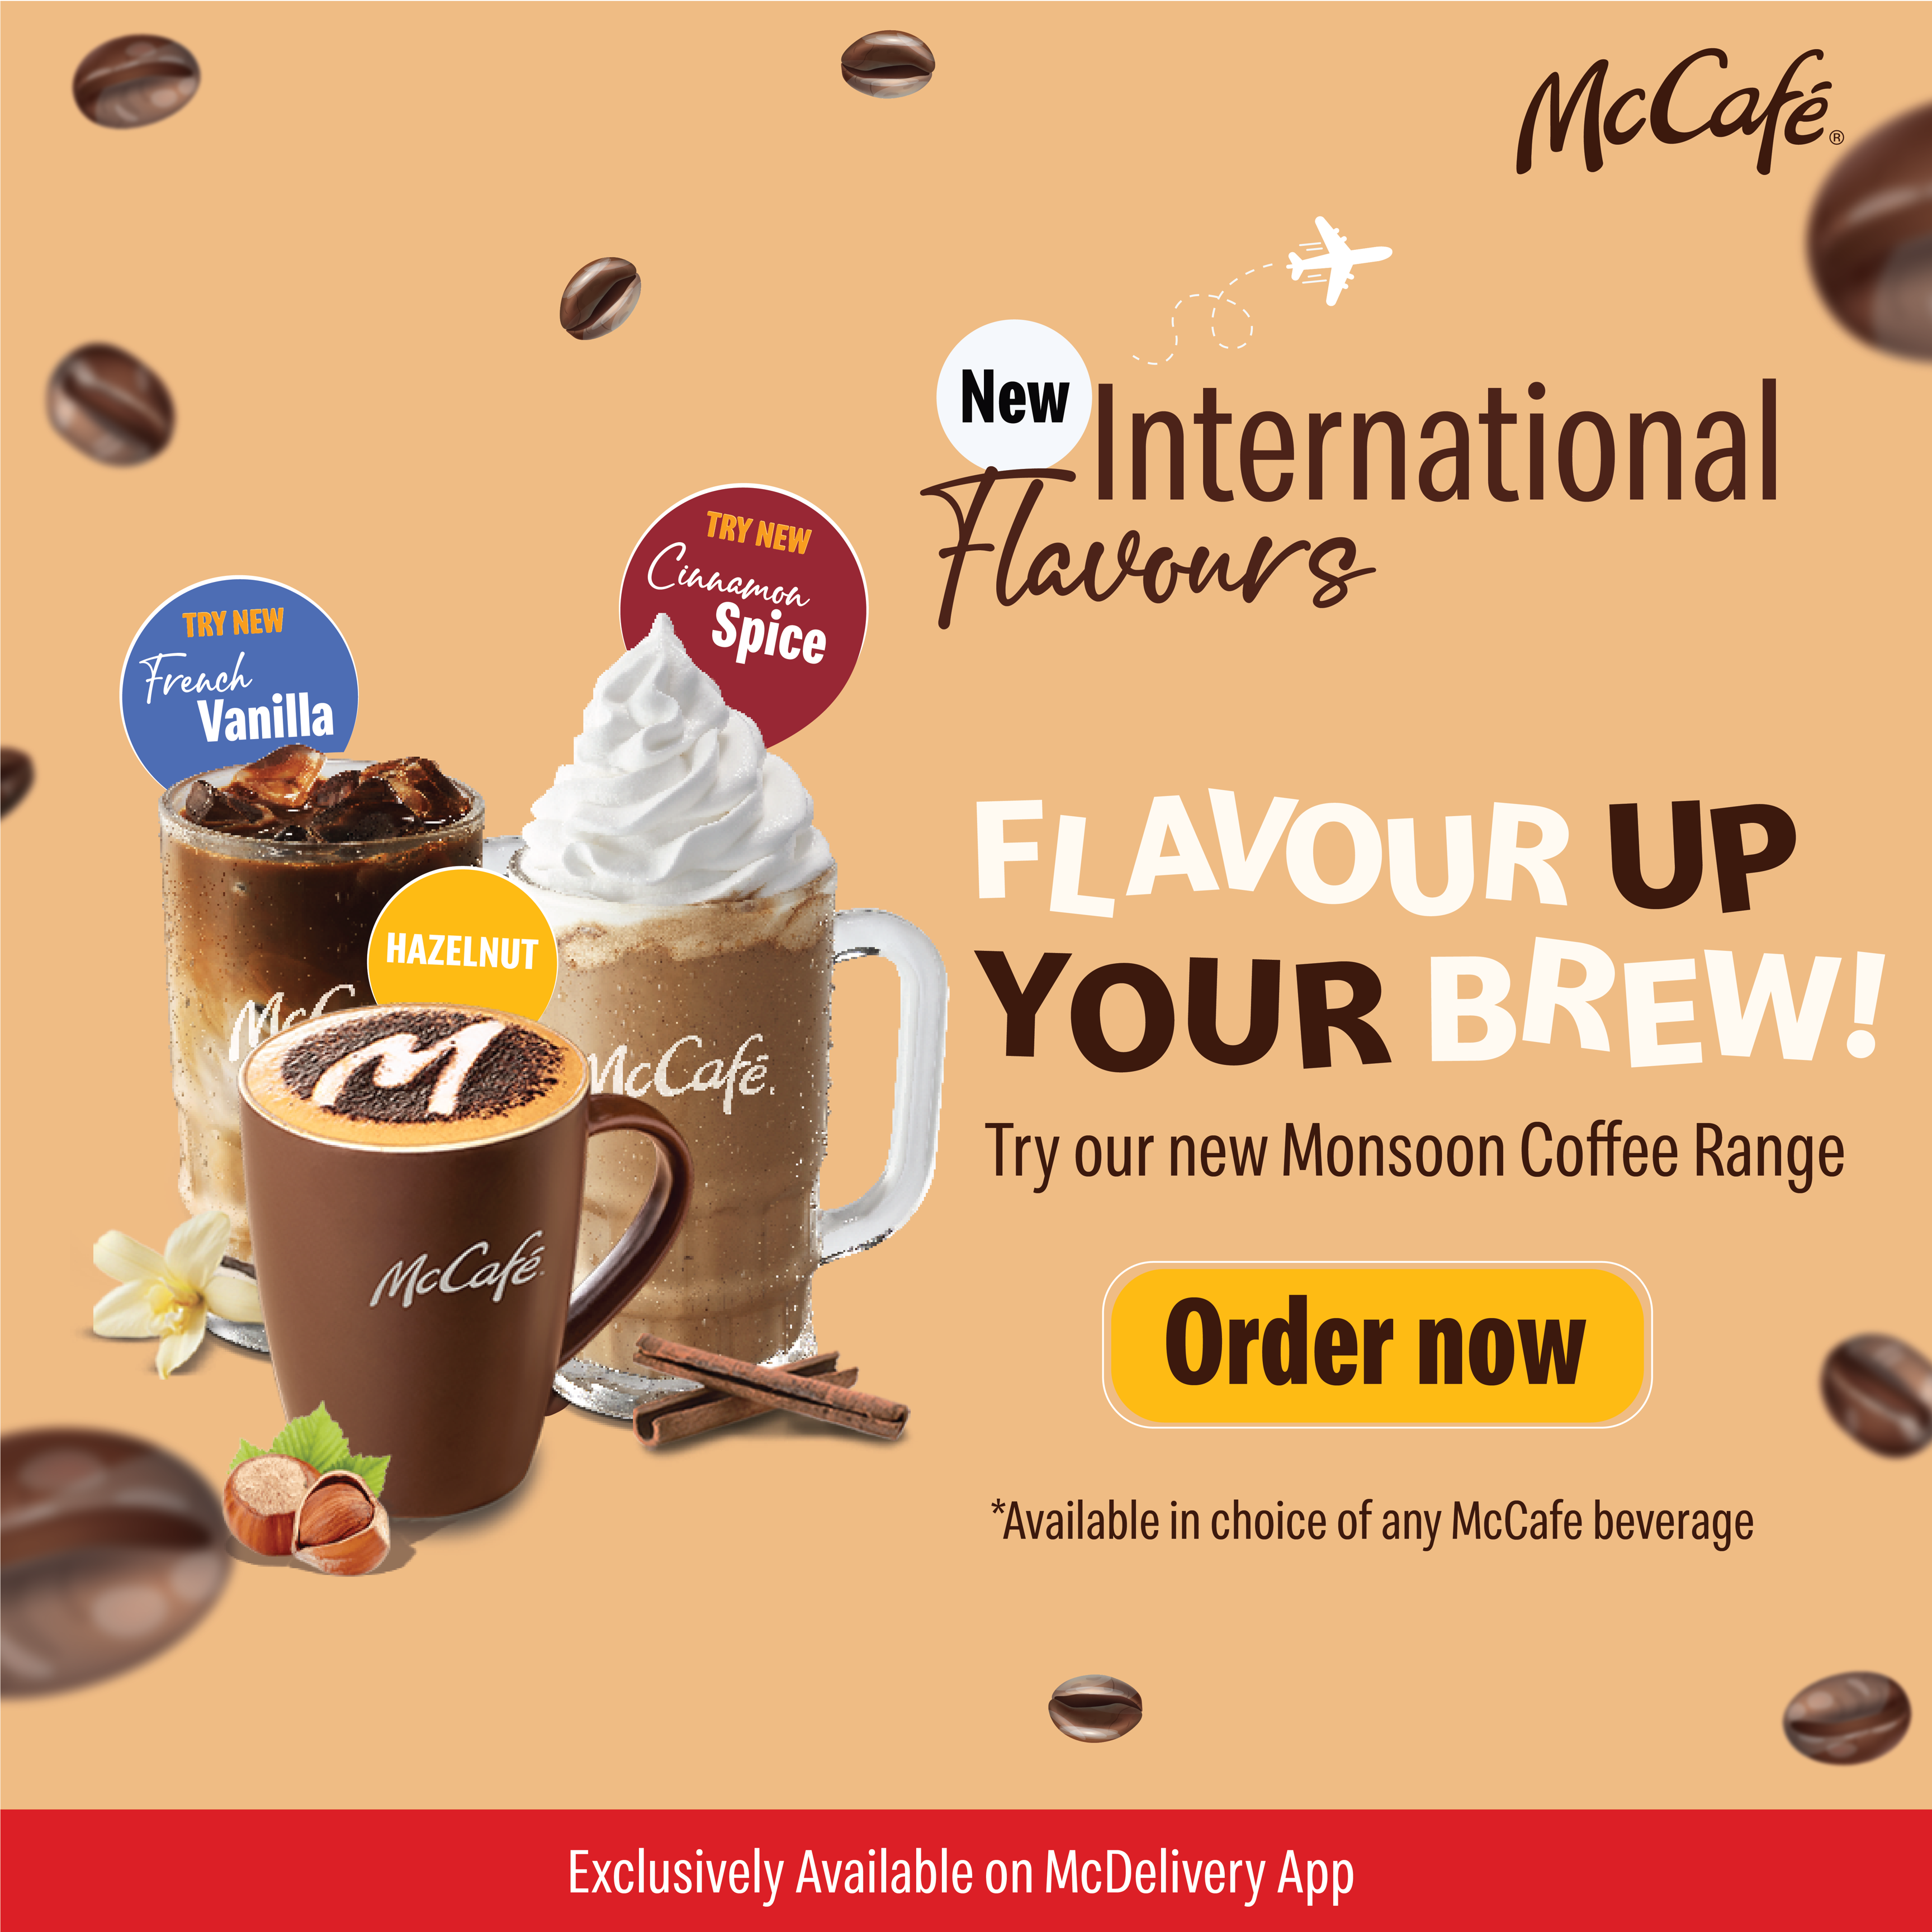 McCafé®
New
International
Flavours
TRY NEW
Cinnamon
Spice
TRY NEW
French
Vanilla
HAZELNUT
FLAVOUR UP
YOUR BREW!
McC
McCafé
M
McCafé
Try our new Monsoon Coffee Range
Order now
*Available in choice of any McCafe beverage
Exclusively Available on McDelivery App